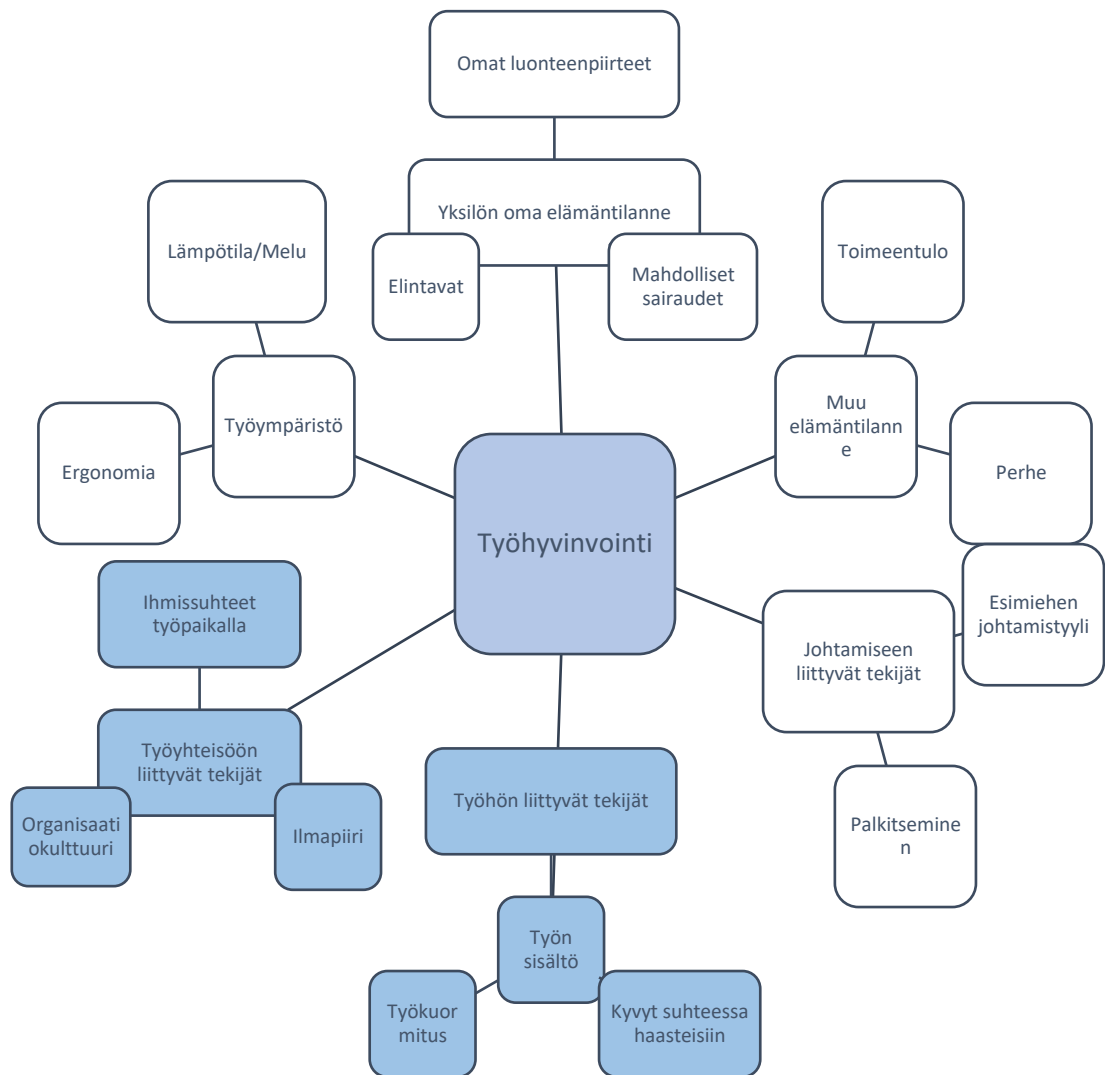 Omat luonteenpiirteet
Yksilön oma elämäntilanne
Elintavat
Mahdolliset
sairaudet
Lämpötila/Melu
Toimeentulo
Työympäristö
Ergonomia
Muu
elämäntilann
e
Perhe
Työhyvinvointi
Ihmissuhteet
työpaikalla
Esimiehen
johtamistyyli
Johtamiseen
liittyvät tekijät
Työyhteisöön
liittyvät tekijät
Organisaati
okulttuuri
Ilmapiiri
Työhön liittyvät tekijät
Palkitsemine
n
Työn
sisältö
Työkuor
mitus
Kyvyt suhteessa
haasteisiin